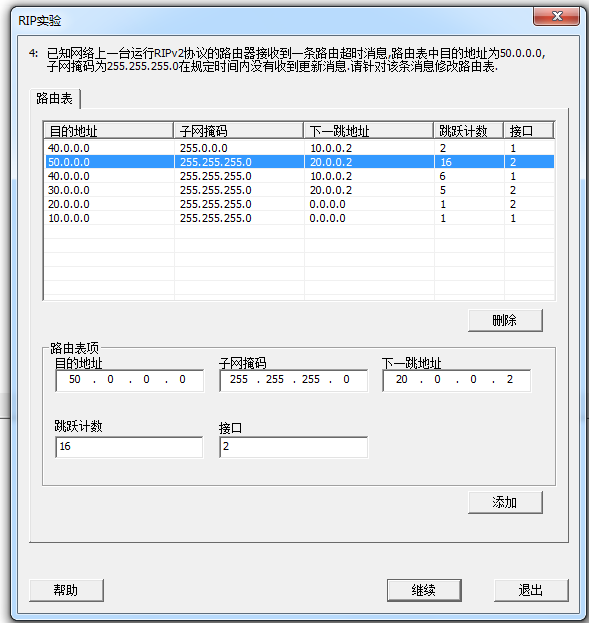 RIP实验
4: 已知网络上一台运行RIPv2协议的路由器接收到一条路由超时消息,路由表中目的地址为50.0.0.0,
子网掩码为255.255.255.0在规定时间内没有收到更新消息.请针对该条消息修改路由表.
路由表
目的地址 子网掩码 下一跳地址 跳跃计数 接口
40.0.0.0 255.0.0.0 10.0.0.2 2 1
50.0.0.0 255.255.255.0 20.0.0.2 16 2
40.0.0.0 255.255.255.0 10.0.0.2 6 1
30.0.0.0 255.255.255.0 20.0.0.2 5 2
20.0.0.0 255.255.255.0 0.0.0.0 1 2
10.0.0.0 255.255.255.0 0.0.0.0 1 1
删除
路由表项
目的地址 子网掩码 下一跳地址
50 . 0 . 0 . 0 255 . 255 . 255 . 0 20 . 0 . 0 . 2
跳跃计数 接口
16 2
添加
帮助 继续 退出